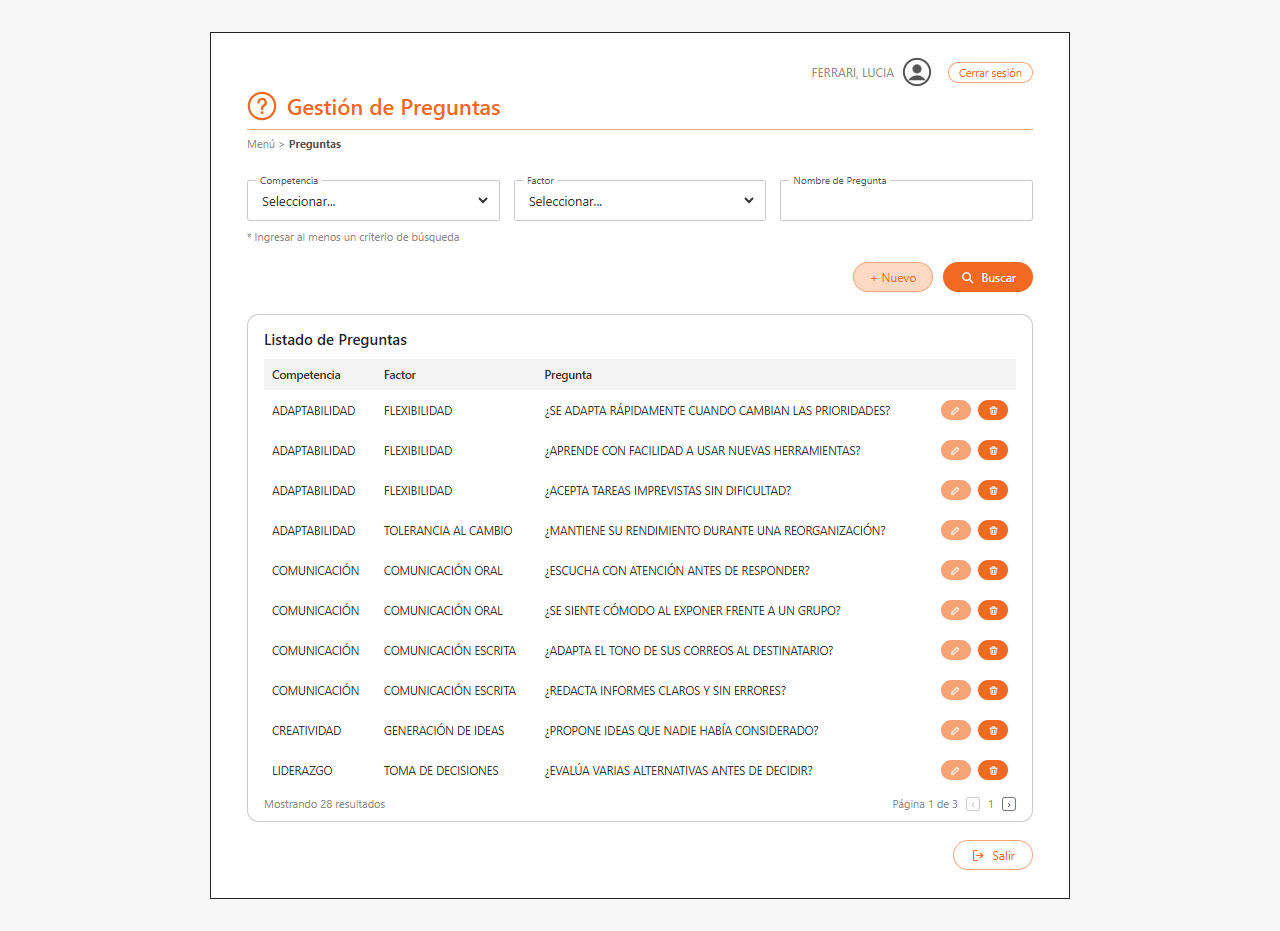 FERRARI, LUCIA Cerrar sesión
? Gestión de Preguntas
Menú > Preguntas
Competencia Factor Nombre de Pregunta
Seleccionar... Seleccionar...
* Ingresar al menos un criterio de búsqueda
+ Nuevo Buscar
Listado de Preguntas
Competencia Factor Pregunta
ADAPTABILIDAD FLEXIBILIDAD ¿SE ADAPTA RÁPIDAMENTE CUANDO CAMBIAN LAS PRIORIDADES?
ADAPTABILIDAD FLEXIBILIDAD ¿APRENDE CON FACILIDAD A USAR NUEVAS HERRAMIENTAS?
ADAPTABILIDAD FLEXIBILIDAD ¿ACEPTA TAREAS IMPREVISTAS SIN DIFICULTAD?
ADAPTABILIDAD TOLERANCIA AL CAMBIO ¿MANTIENE SU RENDIMIENTO DURANTE UNA REORGANIZACIÓN?
COMUNICACIÓN COMUNICACIÓN ORAL ¿ESCUCHA CON ATENCIÓN ANTES DE RESPONDER?
COMUNICACIÓN COMUNICACIÓN ORAL ¿SE SIENTE CÓMODO AL EXPONER FRENTE A UN GRUPO?
COMUNICACIÓN COMUNICACIÓN ESCRITA ¿ADAPTA EL TONO DE SUS CORREOS AL DESTINATARIO?
COMUNICACIÓN COMUNICACIÓN ESCRITA ¿REDACTA INFORMES CLAROS Y SIN ERRORES?
CREATIVIDAD GENERACIÓN DE IDEAS ¿PROPONE IDEAS QUE NADIE HABÍA CONSIDERADO?
LIDERAZGO TOMA DE DECISIONES ¿EVALÚA VARIAS ALTERNATIVAS ANTES DE DECIDIR?
Mostrando 28 resultados Página 1 de 3 ‹ 1 ›
Salir